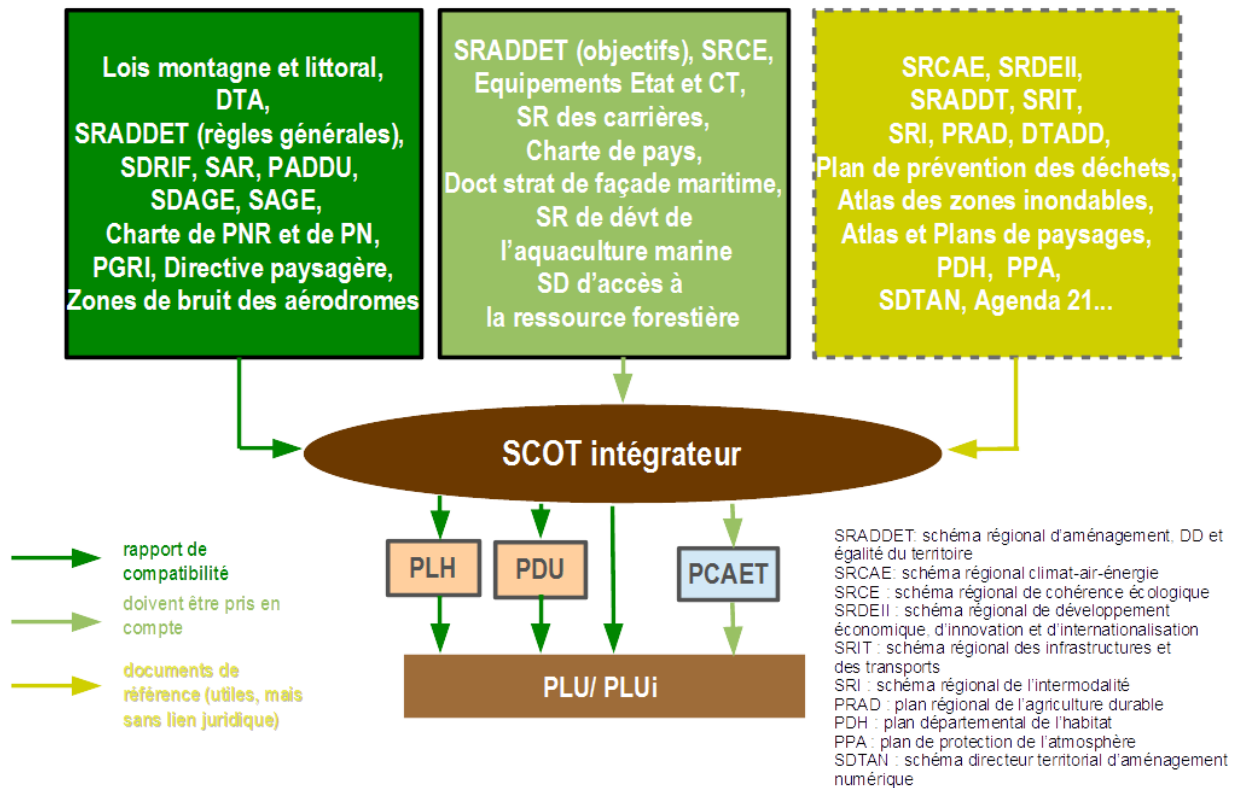 Lois montagne et littoral,
DTA,
SRADDET (règles générales),
SDRIF, SAR, PADDU,
SDAGE, SAGE,
Charte de PNR et de PN,
PGRI, Directive paysagère,
Zones de bruit des aérodromes
SRADDET (objectifs), SRCE,
Equipements Etat et CT,
SR des carrières,
Charte de pays,
Doct strat de façade maritime,
SR de dévt de
l’aquaculture marine
SD d’accès à
la ressource forestière
SRCAE, SRDEII,
SRADDT, SRIT,
SRI, PRAD, DTADD,
Plan de prévention des déchets,
Atlas des zones inondables,
Atlas et Plans de paysages,
PDH, PPA,
SDTAN, Agenda 21...
SCOT intégrateur
PLH
PDU
PCAET
PLU/ PLUi
rapport de
compatibilité
doivent être pris en
compte
documents de
référence (utiles, mais
sans lien juridique)
SRADDET: schéma régional d’aménagement, DD et
égalité du territoire
SRCAE: schéma régional climat-air-énergie
SRCE : schéma régional de cohérence écologique
SRDEII : schéma régional de développement
économique, d’innovation et d’internationalisation
SRIT : schéma régional des infrastructures et
des transports
SRI : schéma régional de l’intermodalité
PRAD : plan régional de l’agriculture durable
PDH : plan départemental de l’habitat
PPA : plan de protection de l’atmosphère
SDTAN : schéma directeur territorial d’aménagement
numérique